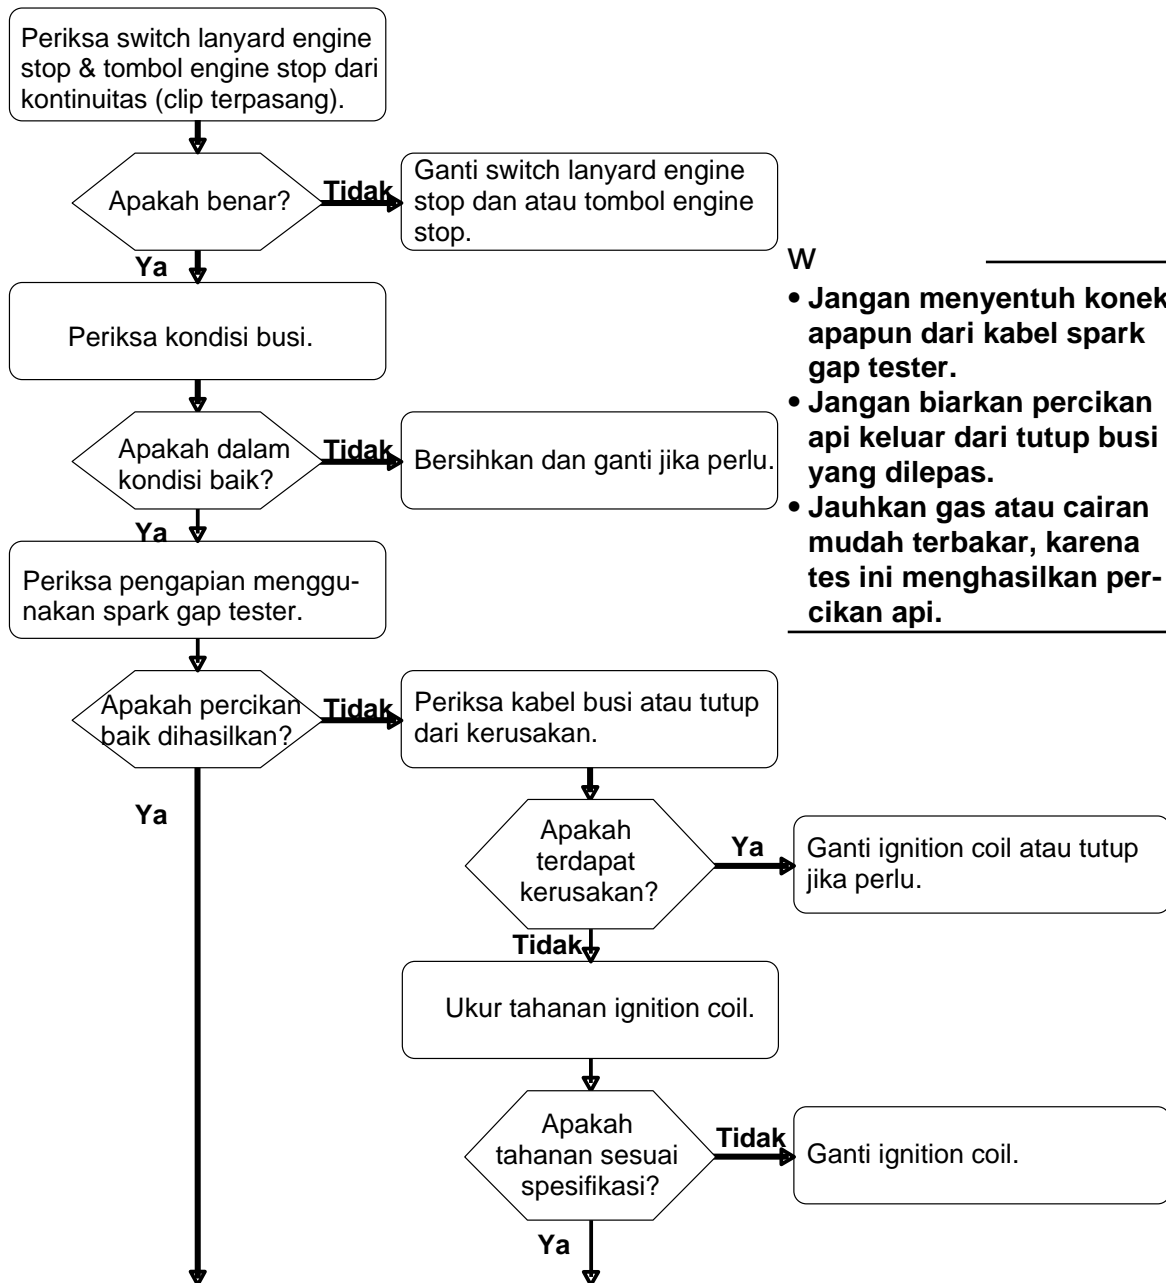 Periksa switch lanyard engine
stop & tombol engine stop dari
kontinuitas (clip terpasang).
Apakah benar?
Tidak
Ganti switch lanyard engine
stop dan atau tombol engine
stop.
Ya
W
• Jangan menyentuh konek
apapun dari kabel spark
gap tester.
• Jangan biarkan percikan
api keluar dari tutup busi
yang dilepas.
• Jauhkan gas atau cairan
mudah terbakar, karena
tes ini menghasilkan per-
cikan api.
Periksa kondisi busi.
Apakah dalam
kondisi baik?
Tidak
Bersihkan dan ganti jika perlu.
Ya
Periksa pengapian menggu-
nakan spark gap tester.
Apakah percikan
baik dihasilkan?
Tidak
Periksa kabel busi atau tutup
dari kerusakan.
Ya
Apakah
terdapat
kerusakan?
Ya
Ganti ignition coil atau tutup
jika perlu.
Tidak
Ukur tahanan ignition coil.
Apakah
tahanan sesuai
spesifikasi?
Tidak
Ganti ignition coil.
Ya